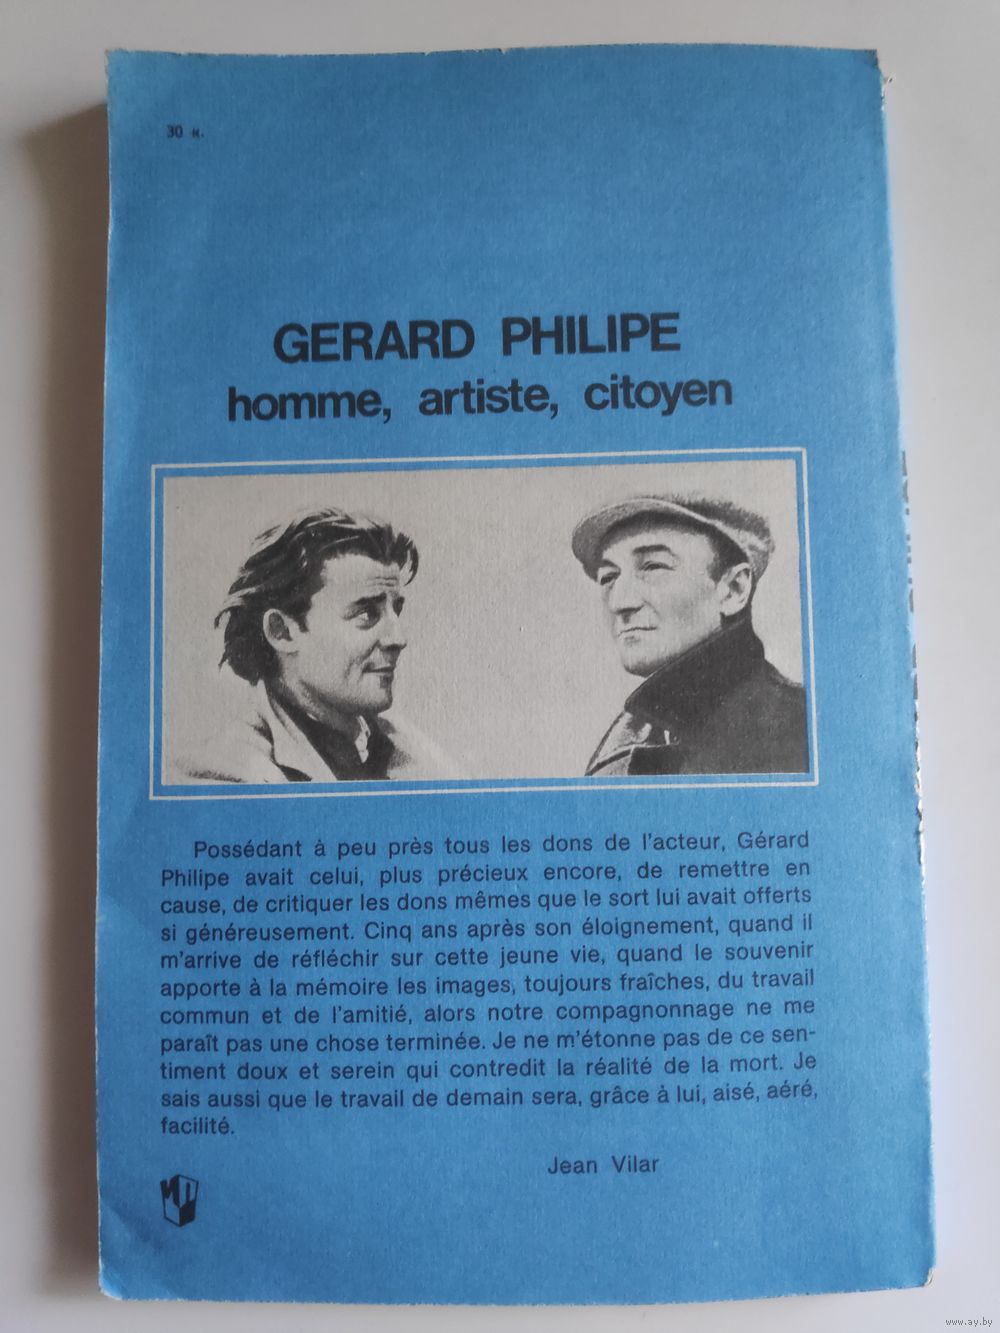 30 к.
GERARD PHILIPE
homme, artiste, citoyen
Possédant à peu près tous les dons de l'acteur, Gérard
Philipe avait celui, plus précieux encore, de remettre en
cause, de critiquer les dons mêmes que le sort lui avait offerts
si généreusement. Cinq ans après son éloignement, quand il
m'arrive de réfléchir sur cette jeune vie, quand le souvenir
apporte à la mémoire les images, toujours fraîches, du travail
commun et de l'amitié, alors notre compagnonnage ne me
paraît pas une chose terminée. Je ne m'étonne pas de ce sen-
timent doux et serein qui contredit la réalité de la mort. Je
sais aussi que le travail de demain sera, grâce à lui, aisé, aéré,
facilité.
Jean Vilar
www.ay.by